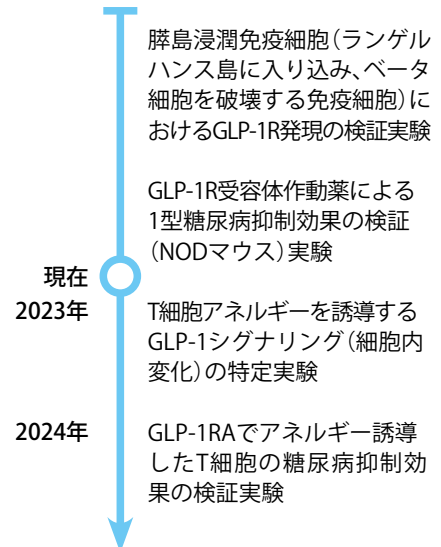 膵島浸潤免疫細胞（ランゲル
ハンス島に入り込み、ベータ
細胞を破壊する免疫細胞）に
おけるGLP-1R発現の検証実験
GLP-1R受容体作動薬による
1型糖尿病抑制効果の検証
（NODマウス）実験
現在
2023年
T細胞アネルギーを誘導する
GLP-1シグナリング（細胞内
変化）の特定実験
2024年
GLP-1RAでアネルギー誘導
したT細胞の糖尿病抑制効
果の検証実験